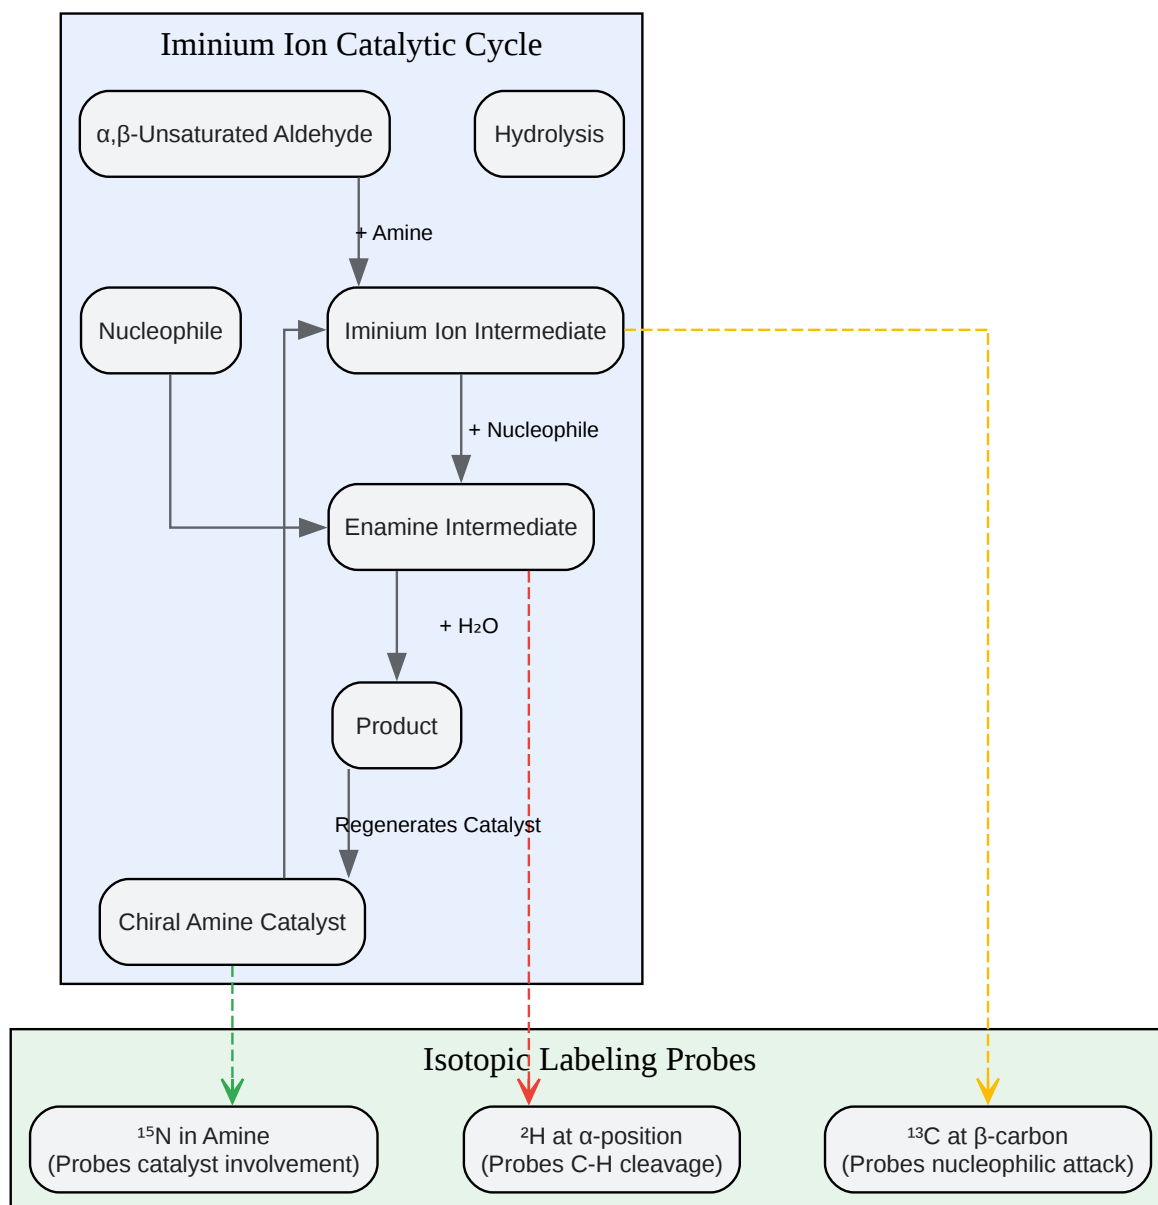 Iminium Ion Catalytic Cycle
α,β-Unsaturated Aldehyde
Hydrolysis
+ Amine
Nucleophile
Iminium Ion Intermediate
+ Nucleophile
Enamine Intermediate
+ H₂O
Product
Regenerates Catalyst
Chiral Amine Catalyst
Isotopic Labeling Probes
¹⁵N in Amine
(Probes catalyst involvement)
²H at α-position
(Probes C-H cleavage)
¹³C at β-carbon
(Probes nucleophilic attack)